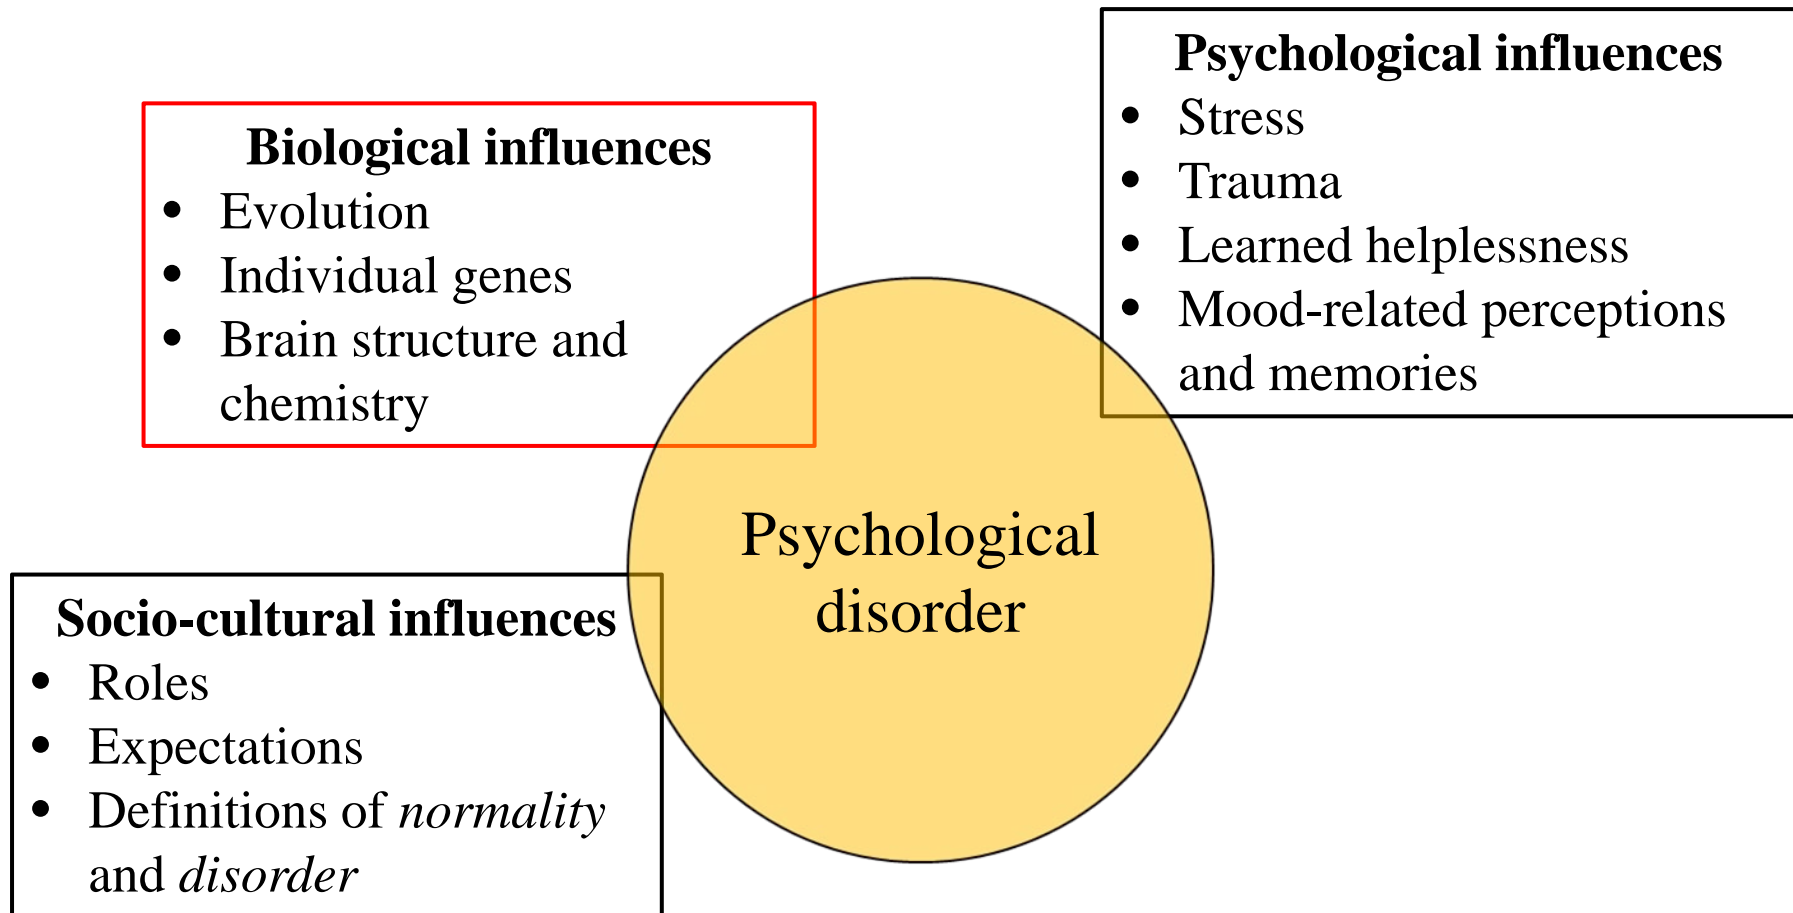 Psychological influences
• Stress
• Trauma
• Learned helplessness
• Mood-related perceptions
and memories
Biological influences
• Evolution
• Individual genes
• Brain structure and
chemistry
Psychological
disorder
Socio-cultural influences
• Roles
• Expectations
• Definitions of normality
and disorder